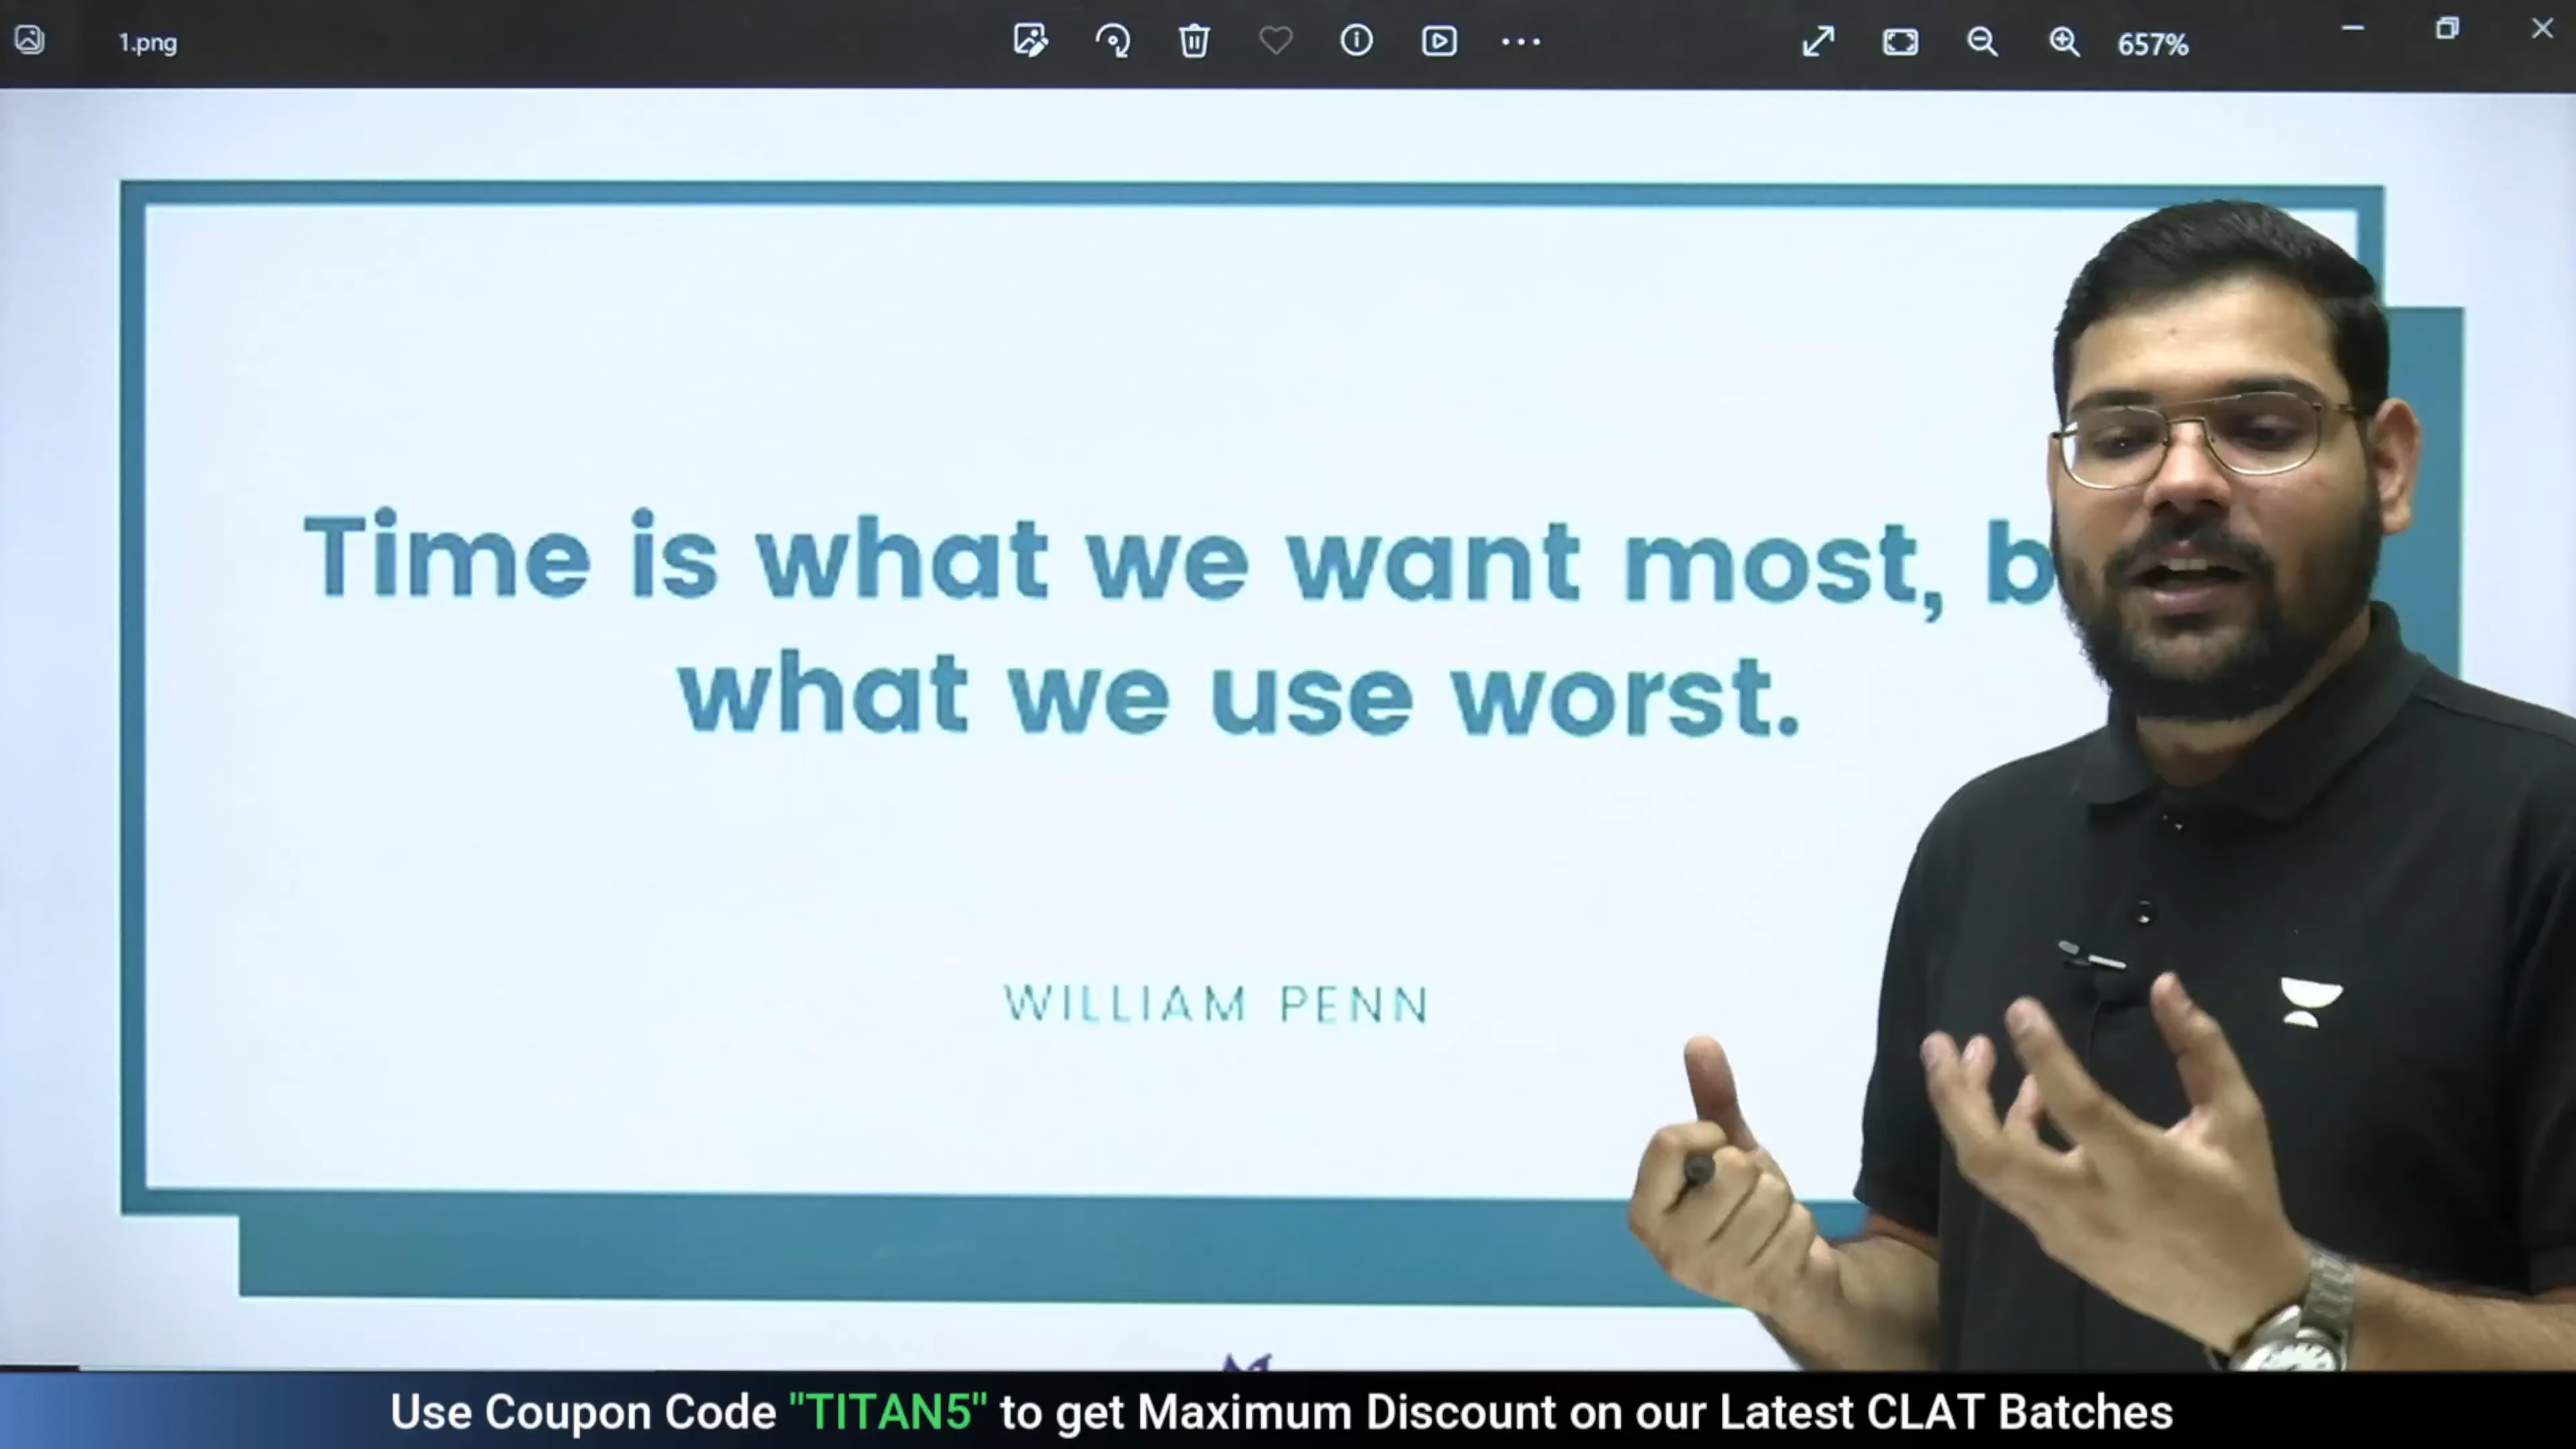 1.png
657%
Time is what we want most, b
what we use worst.
WILLIAM PENN
Use Coupon Code "TITAN5" to get Maximum Discount on our Latest CLAT Batches